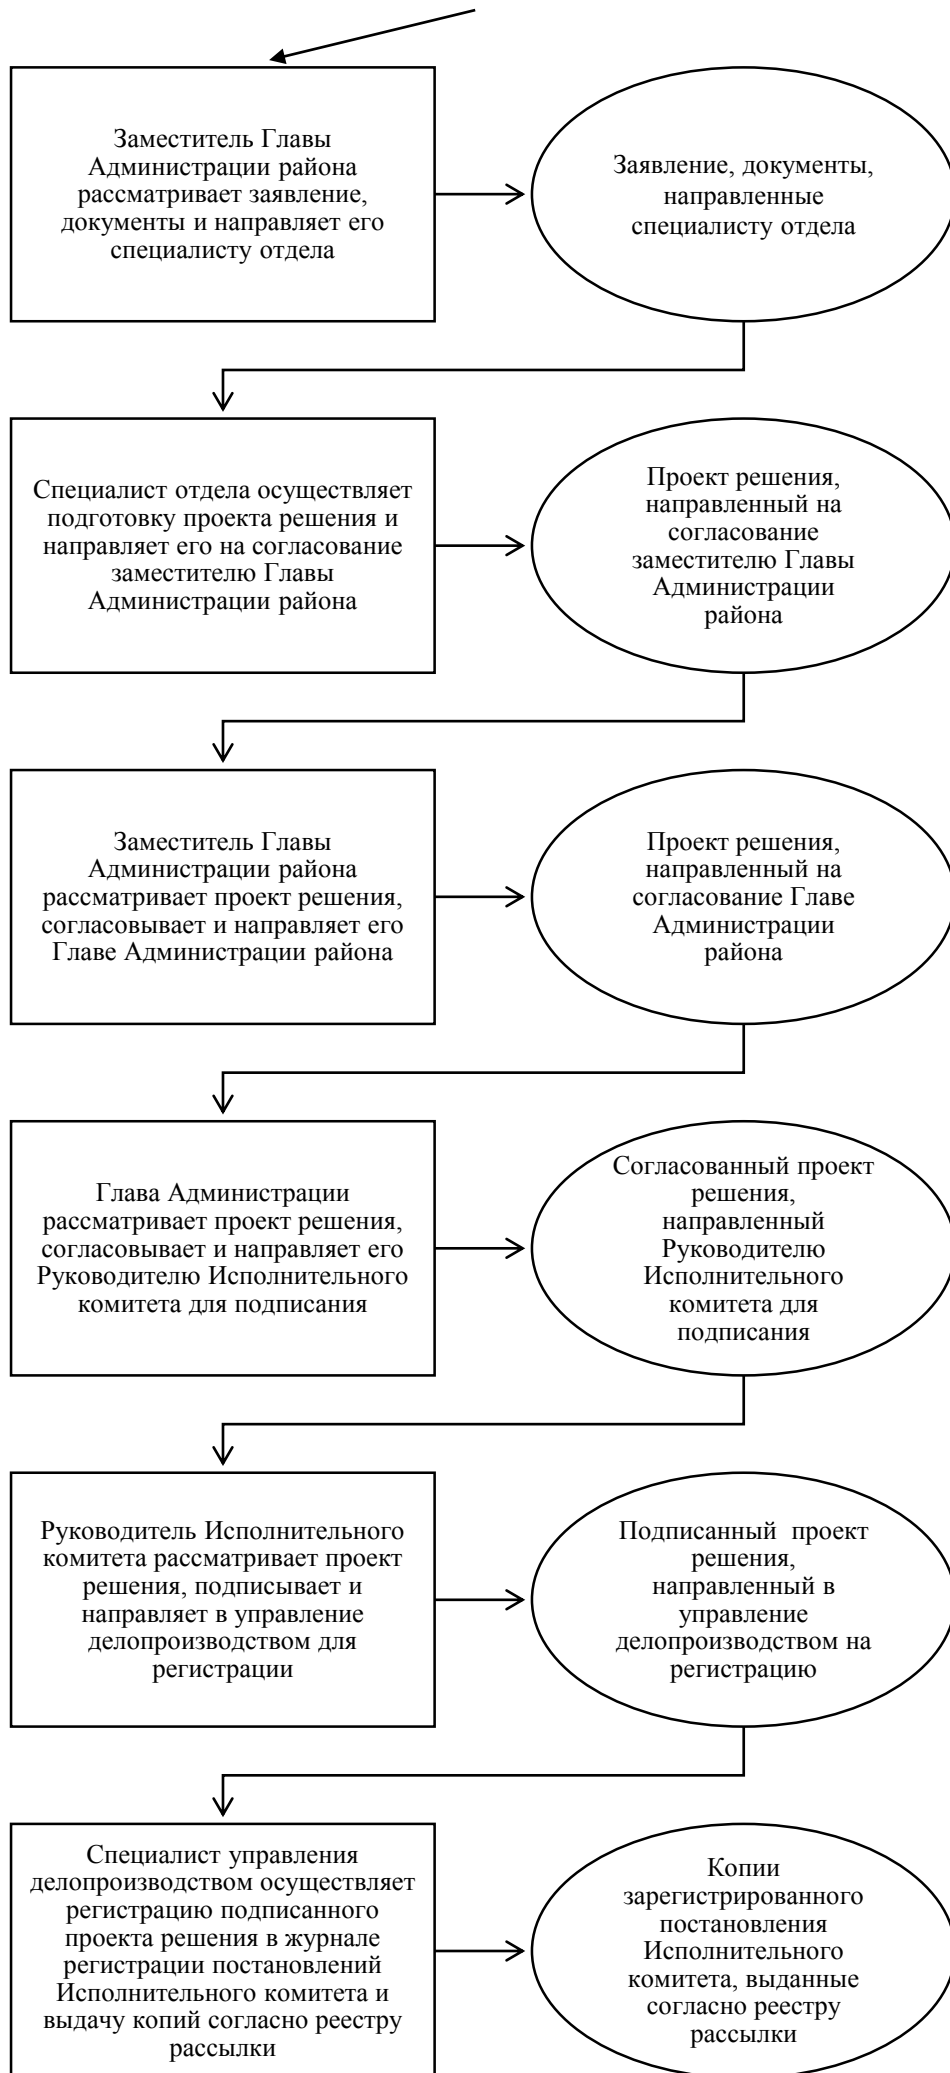 Заместитель Главы
Администрации района
рассматривает заявление,
документы и направляет его
специалисту отдела
Заявление, документы,
направленные
специалисту отдела
Специалист отдела осуществляет
подготовку проекта решения и
направляет его на согласование
заместителю Главы
Администрации района
Проект решения,
направленный на
согласование
заместителю Главы
Администрации
района
Заместитель Главы
Администрации района
рассматривает проект решения,
согласовывает и направляет его
Главе Администрации района
Проект решения,
направленный на
согласование Главе
Администрации
района
Глава Администрации
рассматривает проект решения,
согласовывает и направляет его
Руководителю Исполнительного
комитета для подписания
Согласованный проект
решения,
направленный
Руководителю
Исполнительного
комитета для
подписания
Руководитель Исполнительного
комитета рассматривает проект
решения, подписывает и
направляет в управление
делопроизводством для
регистрации
Подписанный проект
решения,
направленный в
управление
делопроизводством на
регистрацию
Специалист управления
делопроизводством осуществляет
регистрацию подписанного
проекта решения в журнале
регистрации постановлений
Исполнительного комитета и
выдачу копий согласно реестру
рассылки
Копии
зарегистрированного
постановления
Исполнительного
комитета, выданные
согласно реестру
рассылки